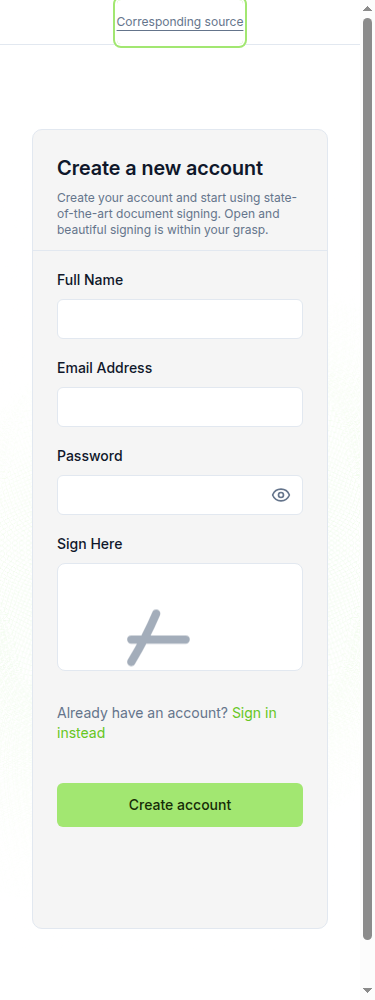 Corresponding source
Create a new account
Create your account and start using state-
of-the-art document signing. Open and
beautiful signing is within your grasp.
Full Name
Email Address
Password
Sign Here
Already have an account? Sign in
instead
Create account